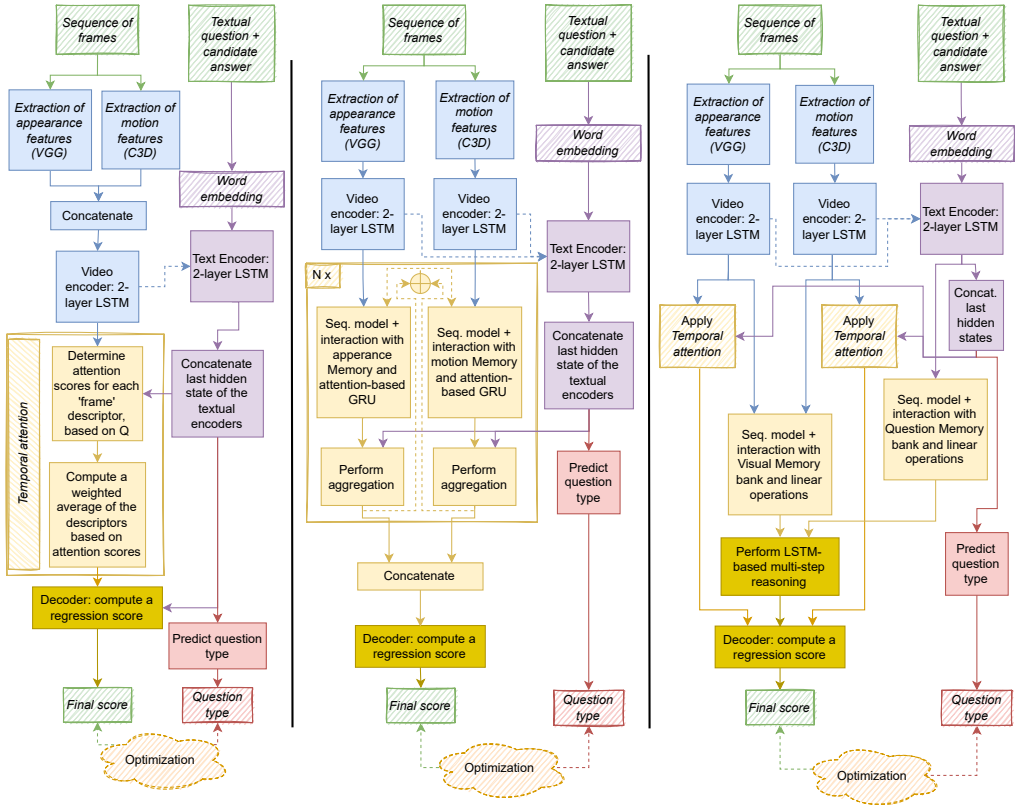 Sequence of
frames
Textual
question +
candidate
answer
Extraction of
appearance
features
(VGG)
Extraction of
motion
features
(C3D)
Word
embedding
Concatenate
Video
encoder: 2-
layer LSTM
Text Encoder:
2-layer LSTM
Temporal attention
Determine
attention
scores for each
'frame'
descriptor,
based on Q
Concatenate
last hidden
state of the
textual
encoders
Compute a
weighted
average of the
descriptors
based on
attention scores
Decoder: compute a
regression score
Predict question
type
Final score
Question
type
Optimization
Sequence of
frames
Textual
question +
candidate
answer
Extraction of
appearance
features
(VGG)
Extraction of
motion
features
(C3D)
Word
embedding
Video
encoder: 2-
layer LSTM
Video
encoder: 2-
layer LSTM
Text Encoder:
2-layer LSTM
N x
Seq. model +
interaction with
apperance
Memory and
attention-based
GRU
Seq. model +
interaction with
motion Memory
and attention-
based GRU
Concatenate
last hidden
state of the
textual
encoders
Perform
aggregation
Perform
aggregation
Predict
question
type
Concatenate
Decoder: compute a
regression score
Final score
Question
type
Optimization
Sequence of
frames
Textual
question +
candidate
answer
Extraction of
appearance
features
(VGG)
Extraction of
motion
features
(C3D)
Word
embedding
Video
encoder: 2-
layer LSTM
Video
encoder: 2-
layer LSTM
Text Encoder:
2-layer LSTM
Concat.
last
hidden
states
Apply
Temporal
attention
Apply
Temporal
attention
Seq. model +
interaction with
Visual Memory
bank and linear
operations
Seq. model +
interaction with
Question Memory
bank and linear
operations
Perform LSTM-
based multi-step
reasoning
Predict
question
type
Decoder: compute a
regression score
Final score
Question
type
Optimization